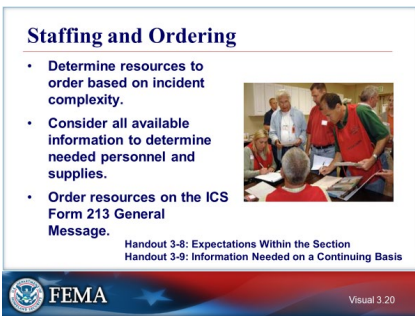 Staffing and Ordering
• Determine resources to
order based on incident
complexity.
• Consider all available
information to determine
needed personnel and
supplies.
• Order resources on the ICS
Form 213 General
Message.
Handout 3-8: Expectations Within the Section
Handout 3-9: Information Needed on a Continuing Basis
FEMA
Visual 3.20